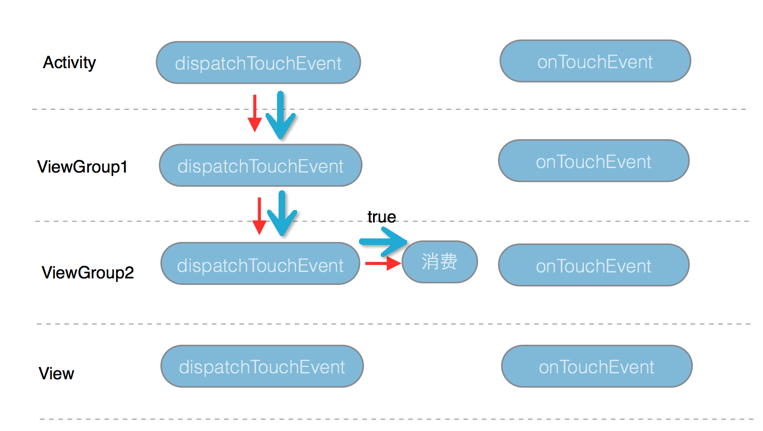 Activity
dispatchTouchEvent
onTouchEvent
ViewGroup1
dispatchTouchEvent
onTouchEvent
true
ViewGroup2
dispatchTouchEvent
消费
onTouchEvent
View
dispatchTouchEvent
onTouchEvent